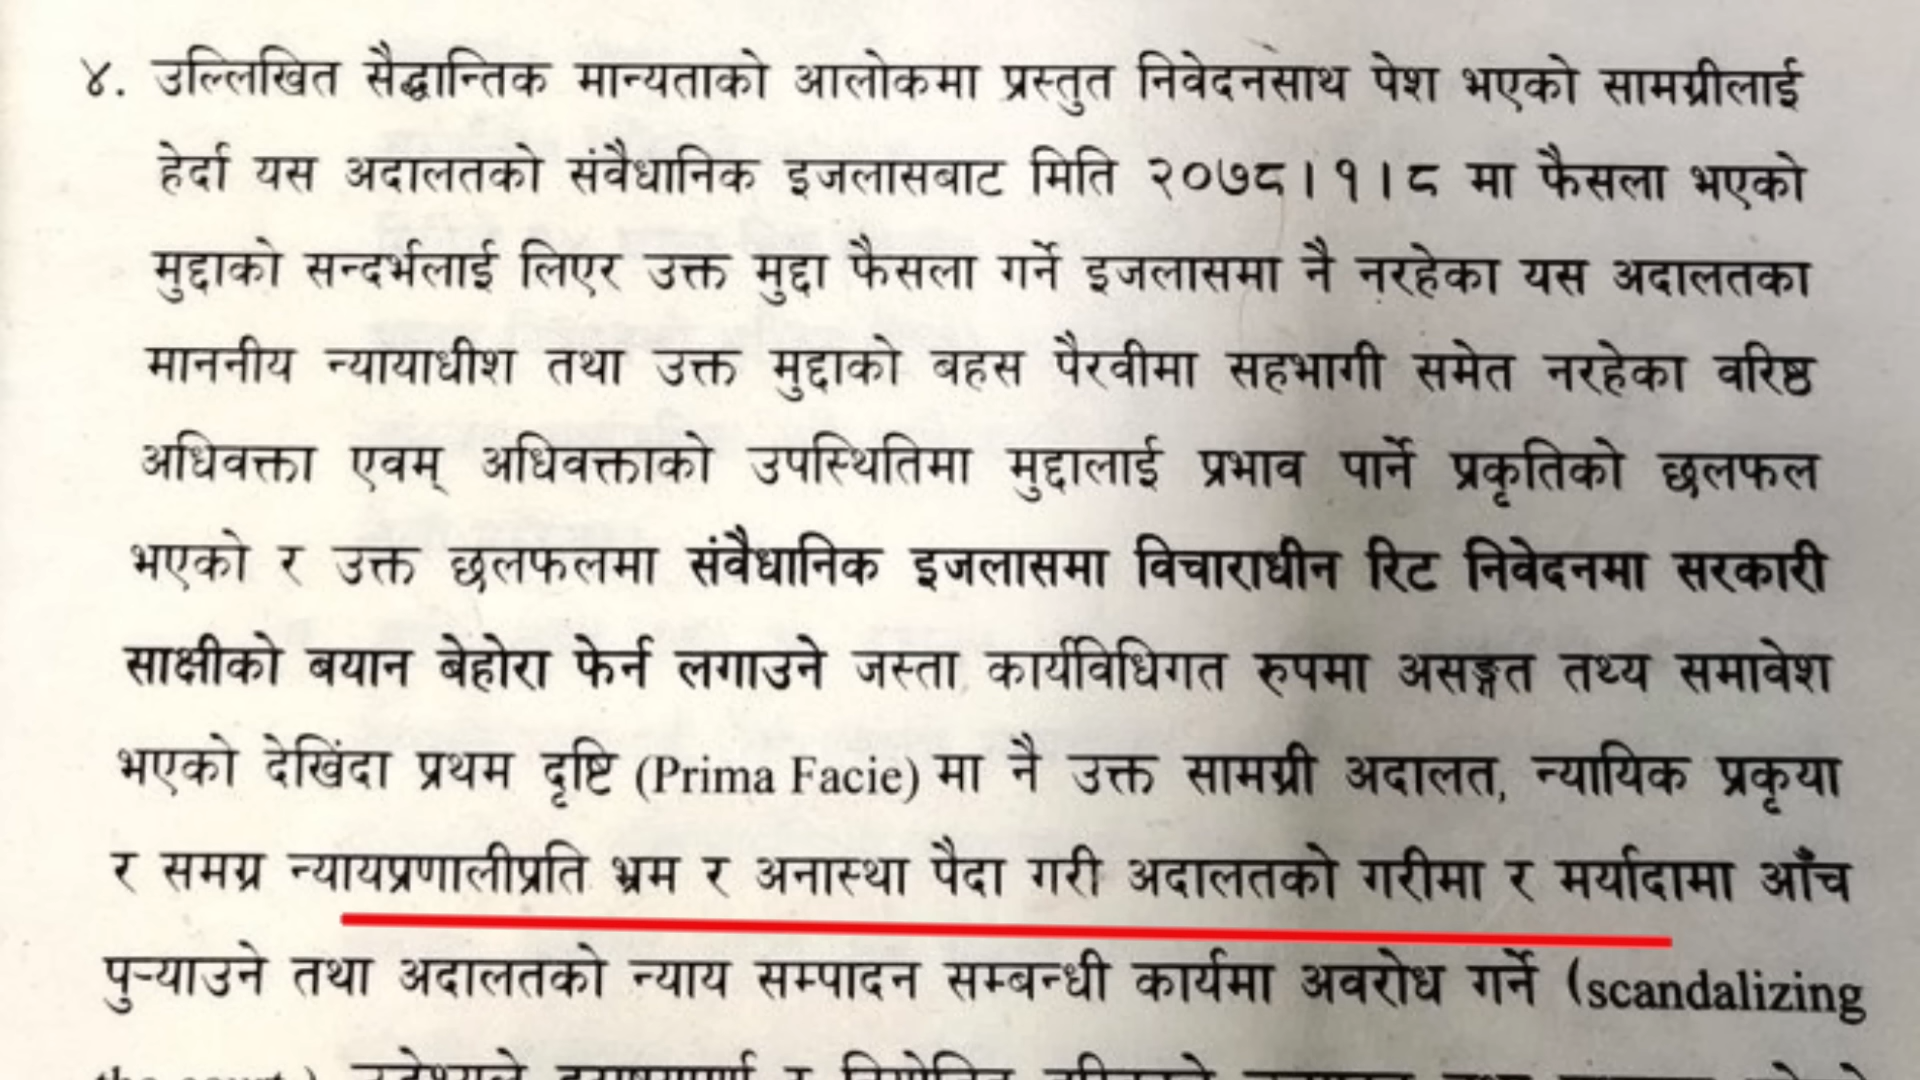 ४. उल्लिखित सैद्धान्तिक मान्यताको आलोकमा प्रस्तुत निवेदनसाथ पेश भएको सामग्रीलाई
हेर्दा यस अदालतको संवैधानिक इजलासबाट मिति २०७८।१।८ मा फैसला भएको
मुद्दाको सन्दर्भलाई लिएर उक्त मुद्दा फैसला गर्ने इजलासमा नै नरहेका यस अदालतका
माननीय न्यायाधीश तथा उक्त मुद्दाको बहस पैरवीमा सहभागी समेत नरहेका वरिष्ठ
अधिवक्ता एवम् अधिवक्ताको उपस्थितिमा मुद्दालाई प्रभाव पार्ने प्रकृतिको छलफल
भएको र उक्त छलफलमा संवैधानिक इजलासमा विचाराधीन रिट निवेदनमा सरकारी
साक्षीको बयान बेहोरा फेर्न लगाउने जस्ता कार्यविधिगत रुपमा असङ्गत तथ्य समावेश
भएको देखिंदा प्रथम दृष्टि (Prima Facie) मा नै उक्त सामग्री अदालत, न्यायिक प्रकृया
र समग्र न्यायप्रणालीप्रति भ्रम र अनास्था पैदा गरी अदालतको गरीमा र मर्यादामा आँच
पुर्‍याउने तथा अदालतको न्याय सम्पादन सम्बन्धी कार्यमा अवरोध गर्ने (scandalizing